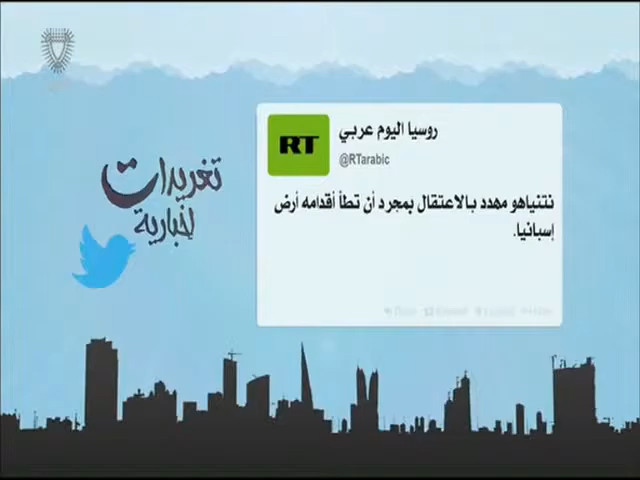 تغريدات
إخبارية
RT
روسيا اليوم عربي
@RTarabic
نتنياهو مهدد بالاعتقال بمجرد أن تطأ أقدامه أرض
إسبانيا.